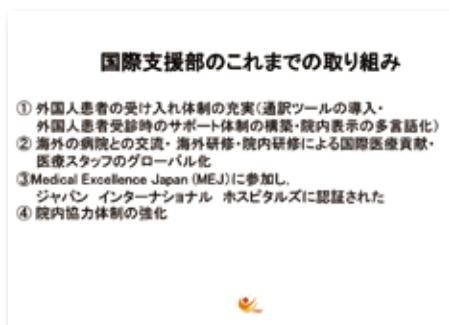 国際支援部のこれまでの取り組み
① 外国人患者の受け入れ体制の充実(通訳ツールの導入・
外国人患者受診時のサポート体制の構築・院内表示の多言語化)
② 海外の病院との交流・海外研修・院内研修による国際医療貢献・
医療スタッフのグローバル化
③Medical Excellence Japan (MEJ)に参加し,
ジャパン インターナショナル ホスピタルズに認証された
④ 院内協力体制の強化